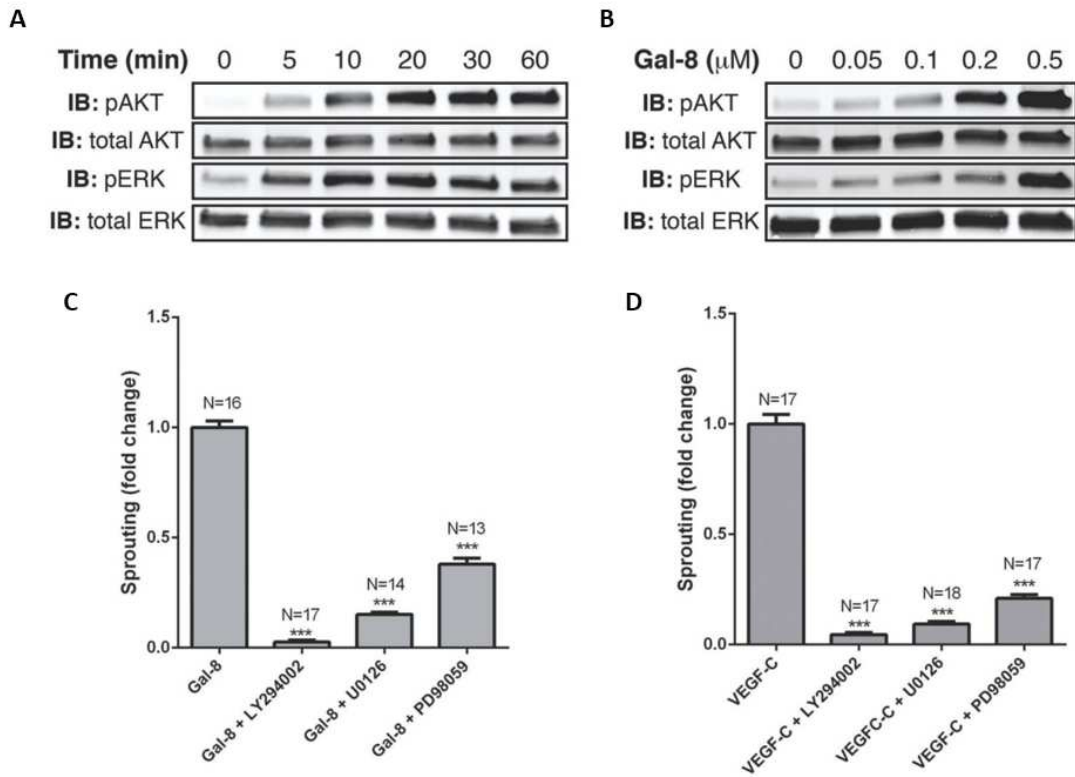 A
Time (min) 0 5 10 20 30 60
IB: pAKT
IB: total AKT
IB: pERK
IB: total ERK
B
Gal-8 (μM) 0 0.05 0.1 0.2 0.5
IB: pAKT
IB: total AKT
IB: pERK
IB: total ERK
C
Sprouting (fold change)
1.5
1.0
0.5
0.0
N=16
N=17
***
N=14
***
N=13
***
Gal-8
Gal-8 + LY294002
Gal-8 + U0126
Gal-8 + PD98059
D
Sprouting (fold change)
1.5
1.0
0.5
0.0
N=17
N=17
***
N=18
***
N=17
***
VEGF-C
VEGF-C + LY294002
VEGFC-C + U0126
VEGF-C + PD98059